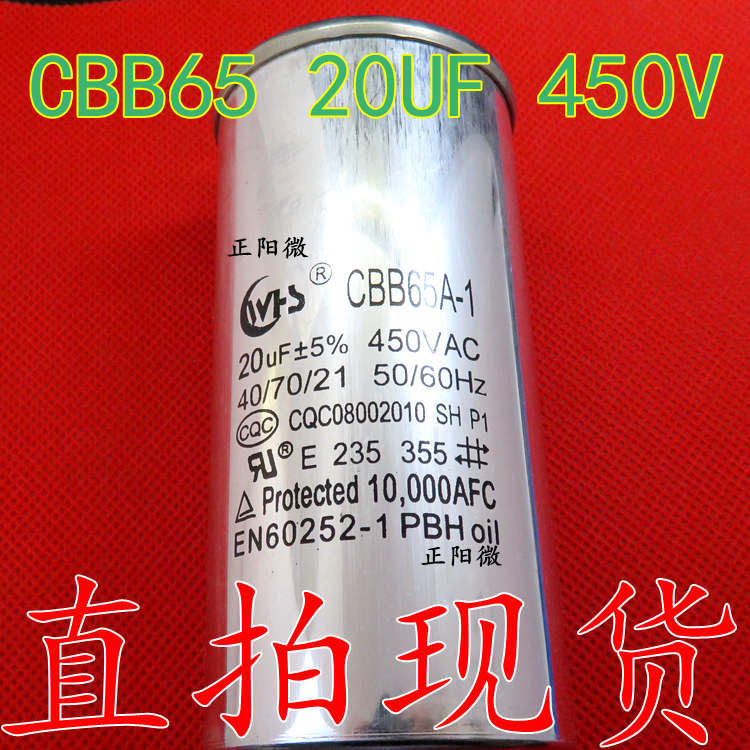 CBB65 20UF 450V
正阳微
® CBB65A-1
20uF±5% 450VAC
40/70/21 50/60Hz
CQC CQC08002010 SH P1
® E 235 355
Protected 10,000AFC
EN60252-1 PBH oil
正阳微
直拍现货